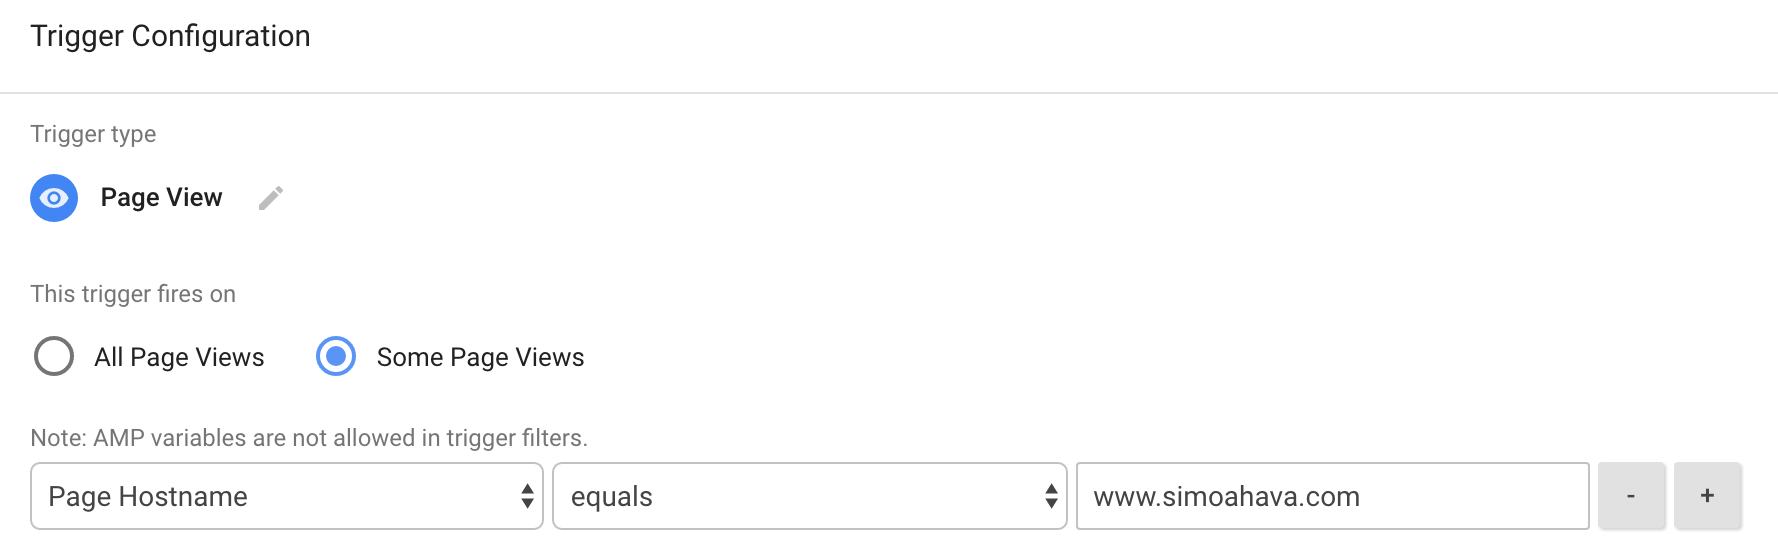 Trigger Configuration
Trigger type
Page View
This trigger fires on
All Page Views Some Page Views
Note: AMP variables are not allowed in trigger filters.
Page Hostname equals www.simoahava.com - +